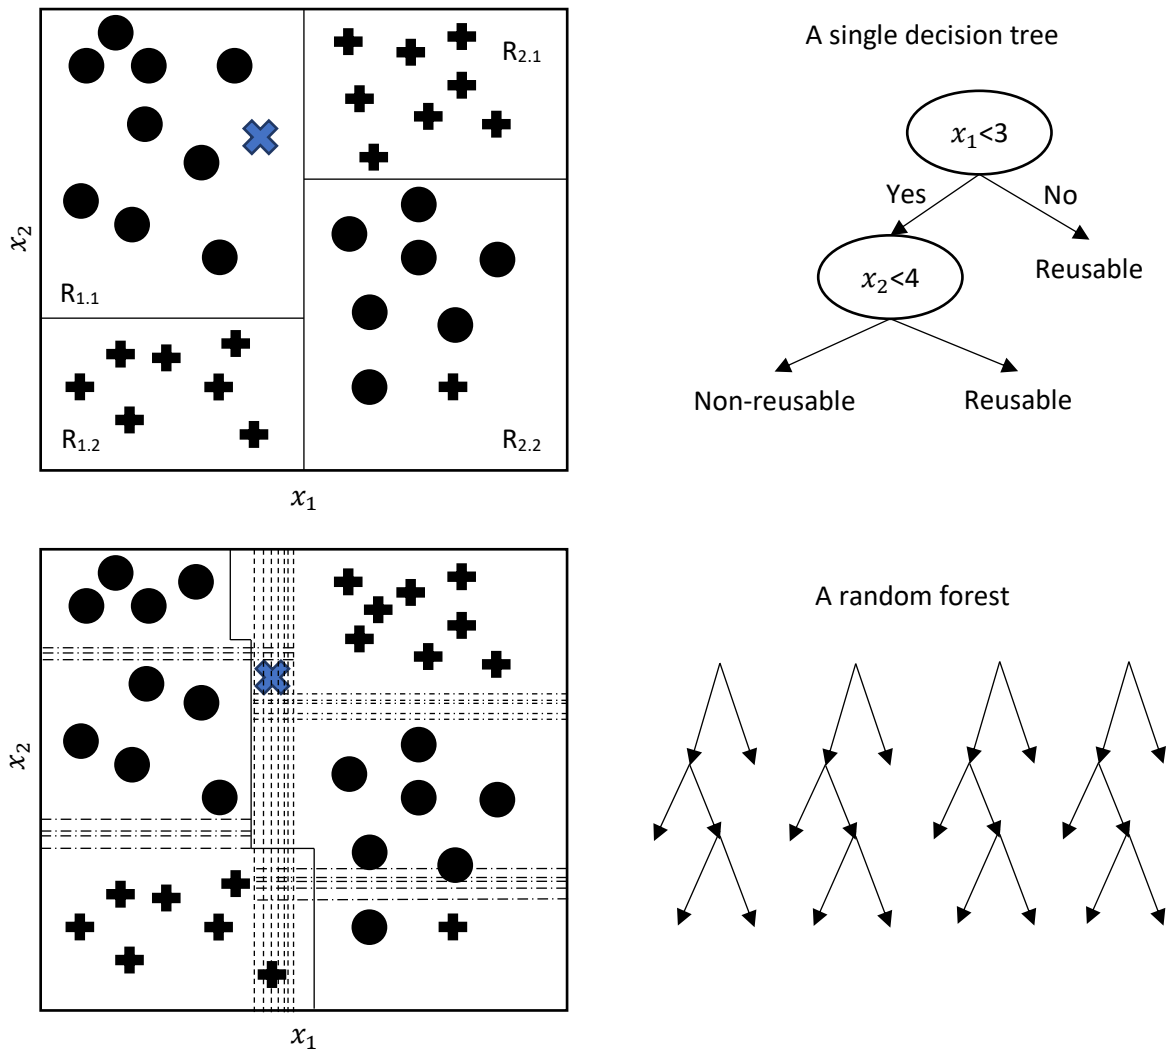 R2.1
x2
R1.1
R1.2
R2.2
x1
A single decision tree
x1<3
Yes
No
x2<4
Reusable
Non-reusable
Reusable
x2
x1
A random forest